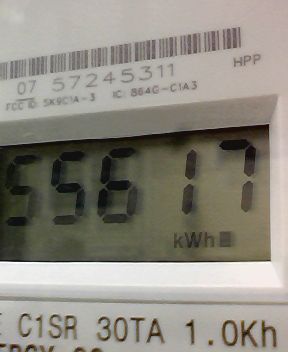 HPP
07 57245311
FCC ID: SK9C1A-3 IC: 864G-C1A3
55617
kWh
C1SR 30TA 1.0Kh